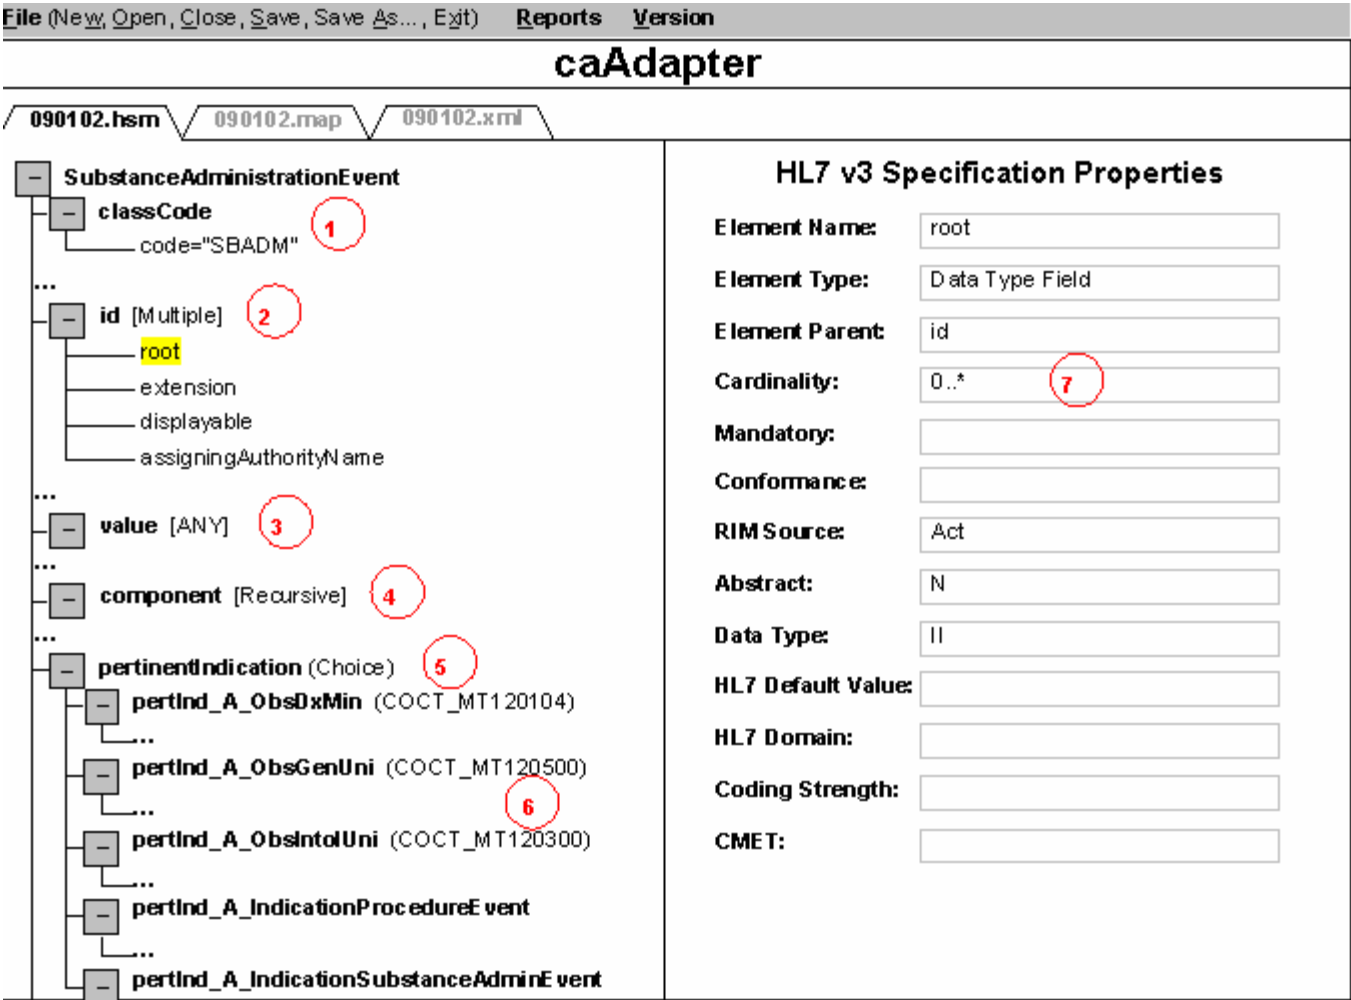 File (New, Open, Close, Save, Save As..., Exit) Reports Version
caAdapter
090102.hsm 090102.map 090102.xml
SubstanceAdministrationEvent
classCode
1
code="SBADM"
...
id [Multiple] 2
root
extension
displayable
assigningAuthorityName
...
value [ANY] 3
...
component [Recursive] 4
...
pertinentIndication (Choice) 5
pertInd_A_ObsDxMin (COCT_MT120104)
...
pertInd_A_ObsGenUni (COCT_MT120500)
...
6
pertInd_A_ObsIntolUni (COCT_MT120300)
...
pertInd_A_IndicationProcedureEvent
...
pertInd_A_IndicationSubstanceAdminEvent
HL7 v3 Specification Properties
Element Name: root
Element Type: Data Type Field
Element Parent: id
Cardinality: 0..* 7
Mandatory:
Conformance:
RIM Source: Act
Abstract: N
Data Type: II
HL7 Default Value:
HL7 Domain:
Coding Strength:
CMET: